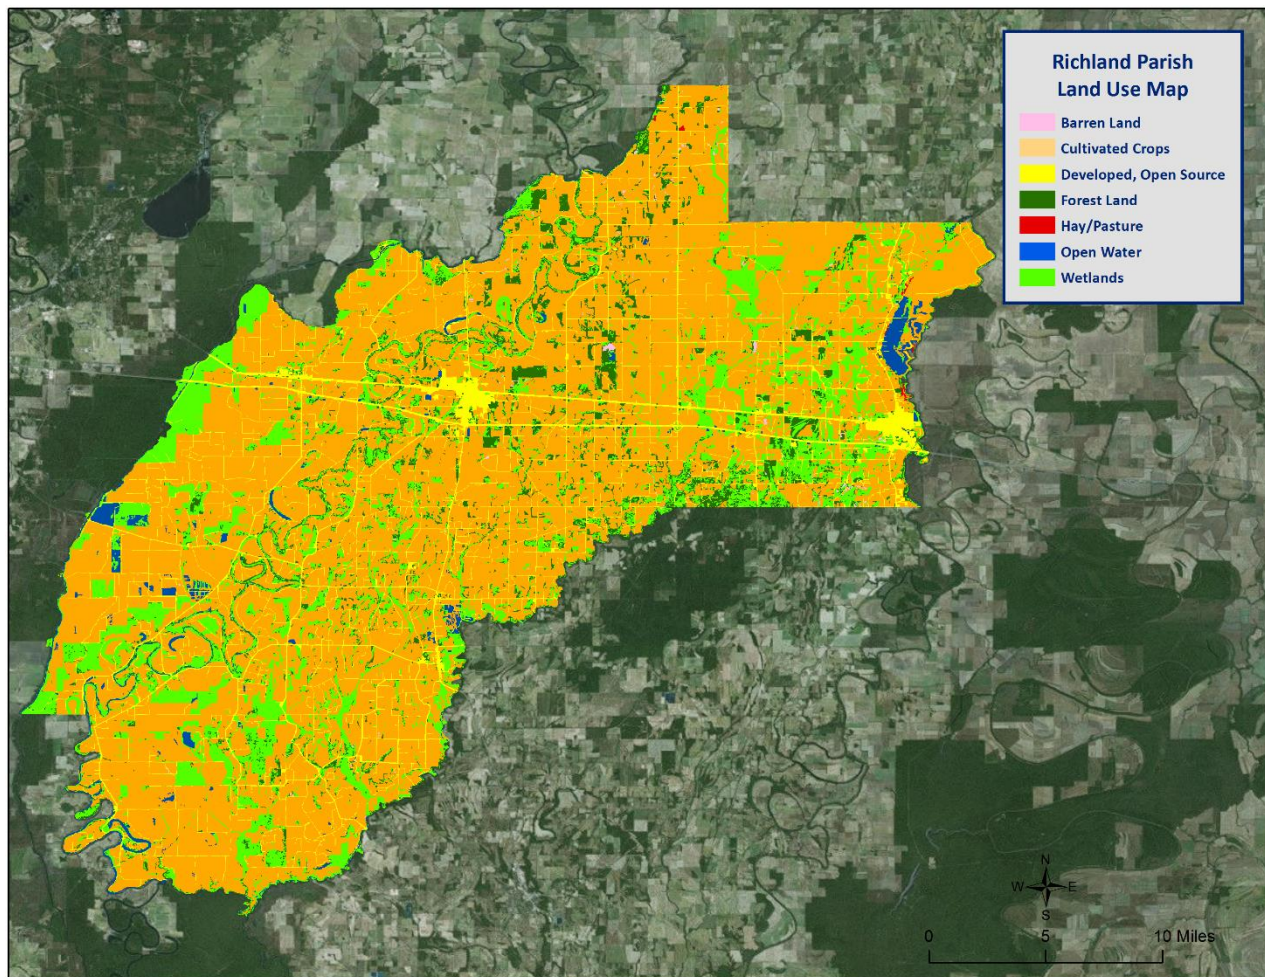 Richland Parish
Land Use Map
Barren Land
Cultivated Crops
Developed, Open Source
Forest Land
Hay/Pasture
Open Water
Wetlands
N
W E
S
0 5 10 Miles